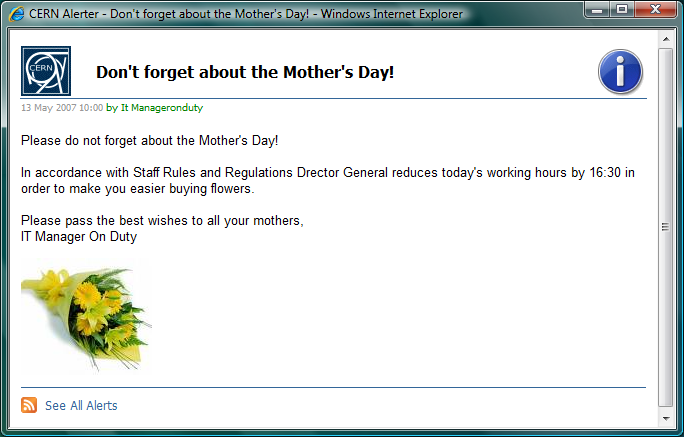 CERN Alerter - Don't forget about the Mother's Day! - Windows Internet Explorer
CERN
Don't forget about the Mother's Day!
13 May 2007 10:00 by It Manageronduty
Please do not forget about the Mother's Day!
In accordance with Staff Rules and Regulations Drector General reduces today's working hours by 16:30 in
order to make you easier buying flowers.
Please pass the best wishes to all your mothers,
IT Manager On Duty
See All Alerts